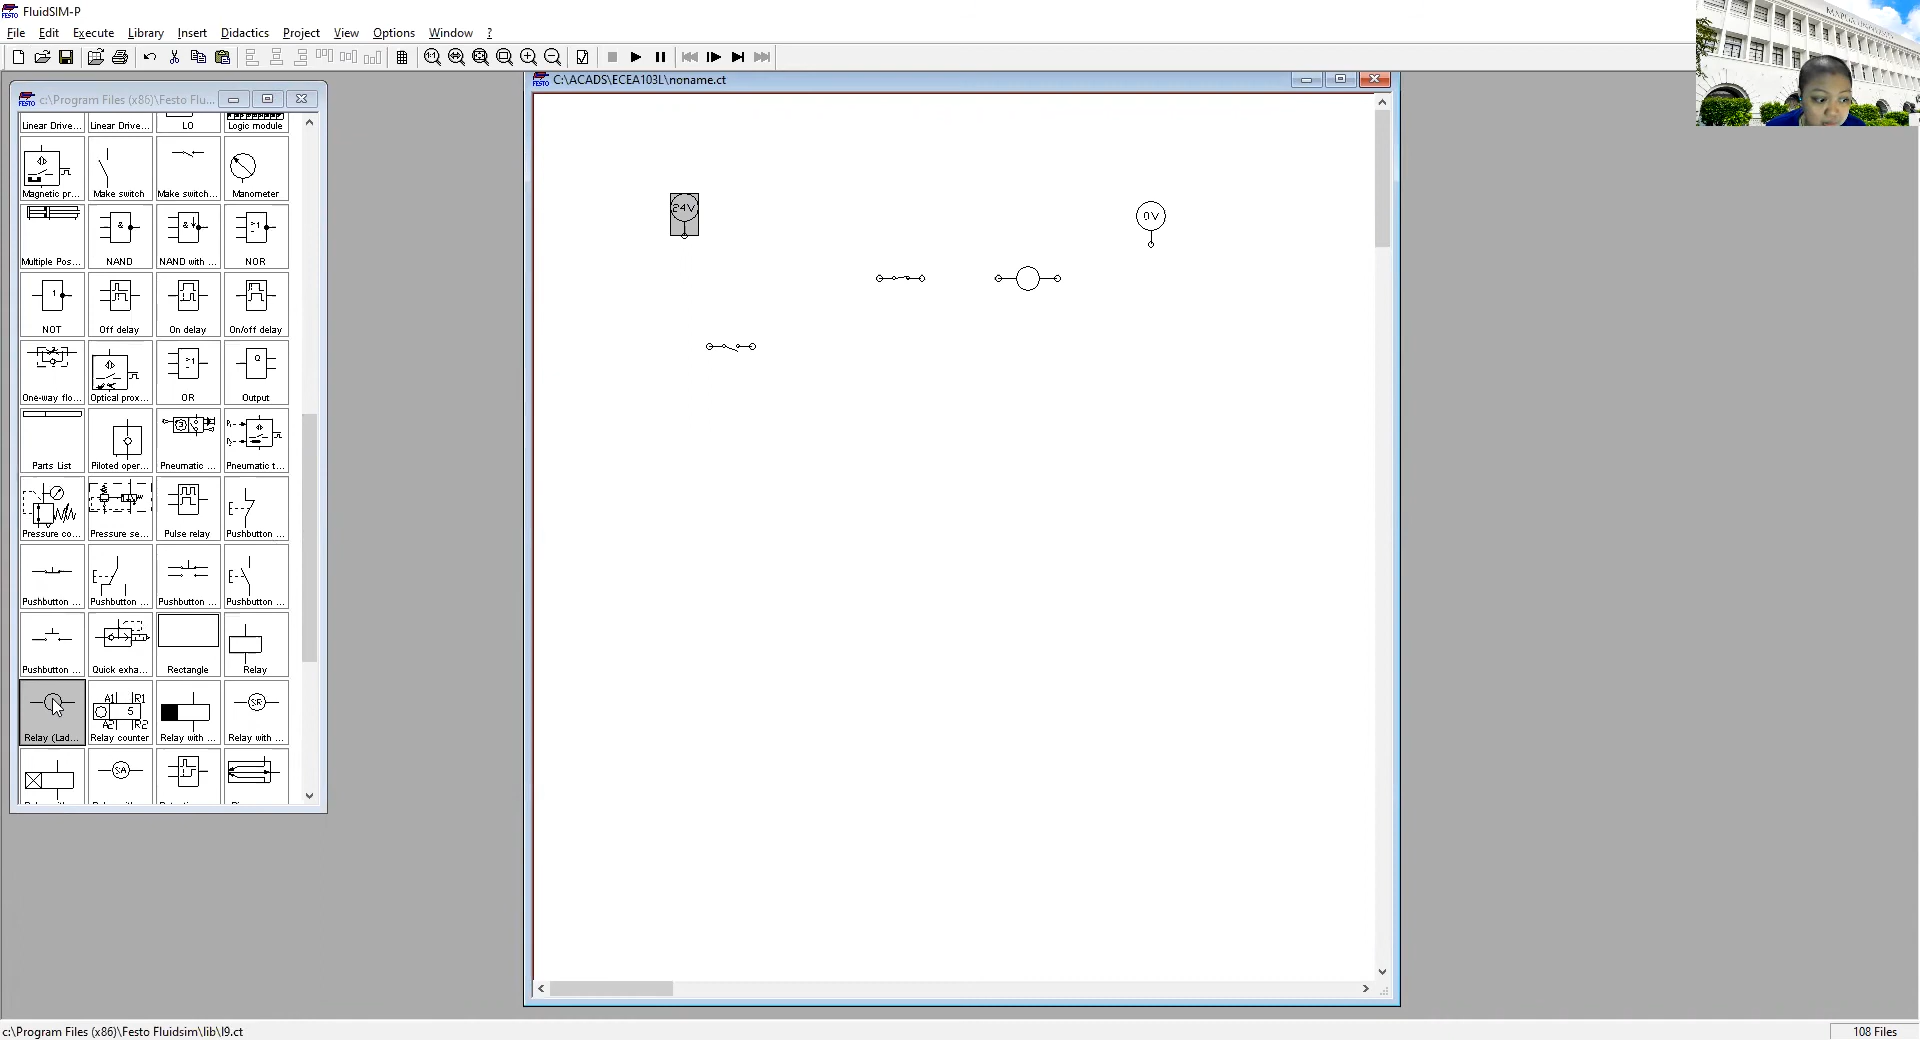 FluidSIM-P
File Edit Execute Library Insert Didactics Project View Options Window ?
c:\Program Files (x86)\Festo Flu...
C:\ACADS\ECEA103L\noname.ct
Linear Drive... Linear Drive... LO Logic module
Magnetic pr... Make switch Make switch... Manometer
Multiple Pos... NAND NAND with ... NOR
NOT Off delay On delay On/off delay
One-way flo... Optical prox... OR Output
Parts List Piloted oper... Pneumatic ... Pneumatic t...
Pressure co... Pressure se... Pulse relay Pushbutton ...
Pushbutton ... Pushbutton ... Pushbutton ... Pushbutton ...
Pushbutton ... Quick exha... Rectangle Relay
Relay (Lad... Relay counter Relay with ... Relay with ...
24V
0V
c:\Program Files (x86)\Festo Fluidsim\lib\l9.ct
108 Files